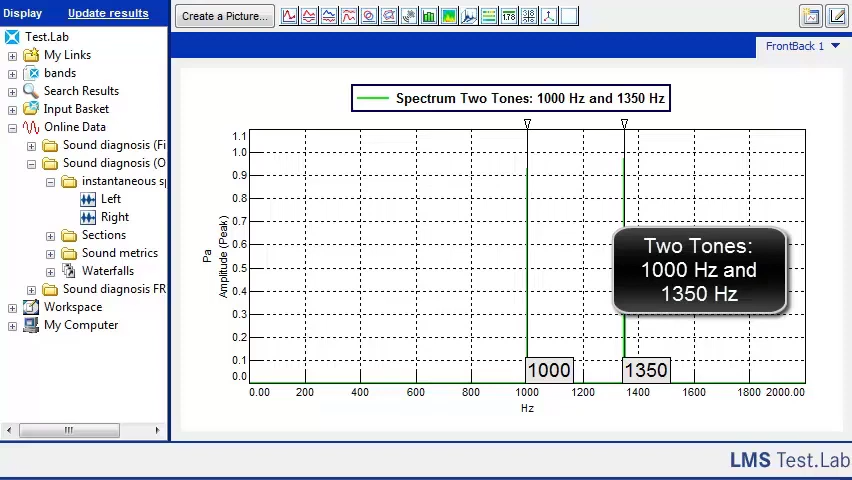 Display
Update results
Create a Picture...
1.78
Test.Lab
My Links
bands
Search Results
Input Basket
Online Data
Sound diagnosis (Fi
Sound diagnosis (O
instantaneous sp
Left
Right
Sections
Sound metrics
Waterfalls
Sound diagnosis FR
Workspace
My Computer
FrontBack 1
Spectrum Two Tones: 1000 Hz and 1350 Hz
1.1
1.0
0.9
0.8
0.7
0.6
0.5
0.4
0.3
0.2
0.1
0.0
Pa
Amplitude (Peak)
Two Tones:
1000 Hz and
1350 Hz
1000
1350
0.00 200 400 600 800 1000 1200 1400 1600 1800 2000.00
Hz
LMS Test.Lab